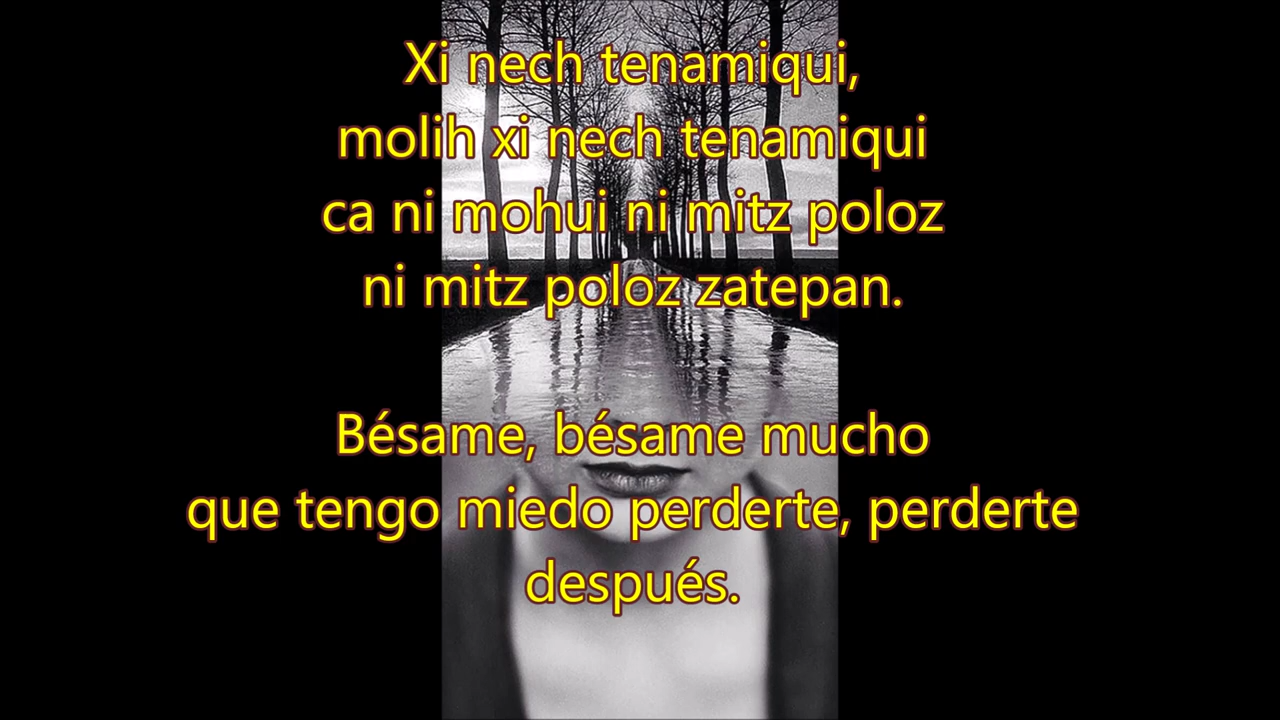 Xi nech tenamiqui,
molih xi nech tenamiqui
ca ni mohui ni mitz poloz
ni mitz poloz zatepan.
Bésame, bésame mucho
que tengo miedo perderte, perderte
después.